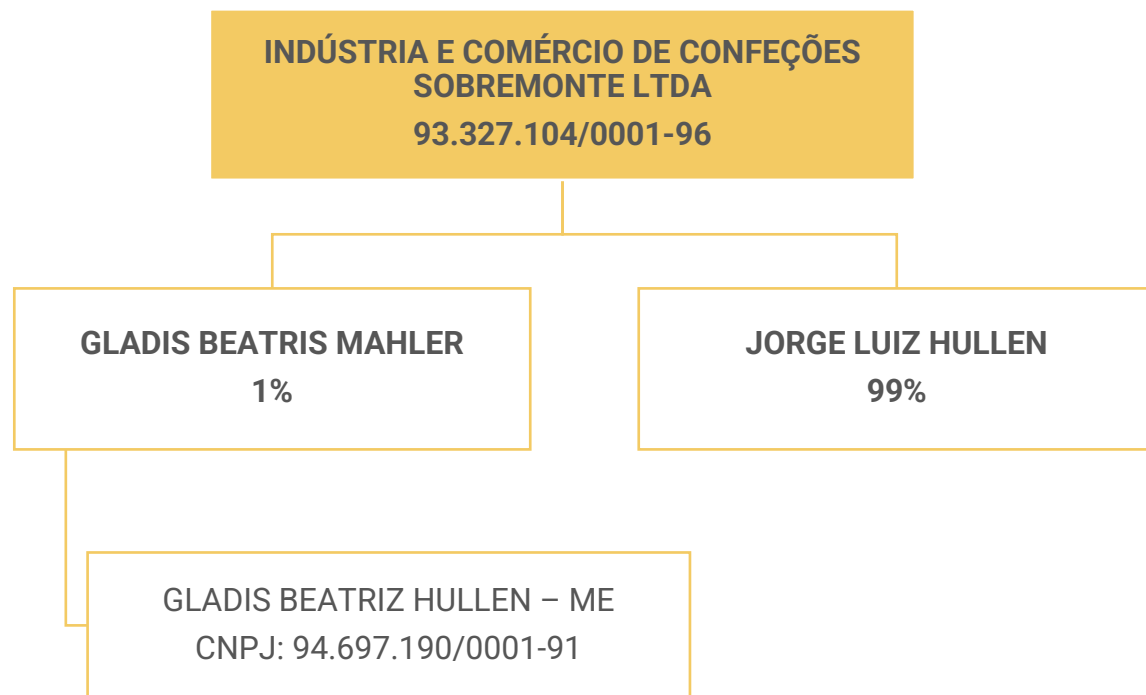 INDÚSTRIA E COMÉRCIO DE CONFEÇÕES
SOBREMONTE LTDA
93.327.104/0001-96
GLADIS BEATRIS MAHLER
1%
JORGE LUIZ HULLEN
99%
GLADIS BEATRIZ HULLEN – ME
CNPJ: 94.697.190/0001-91